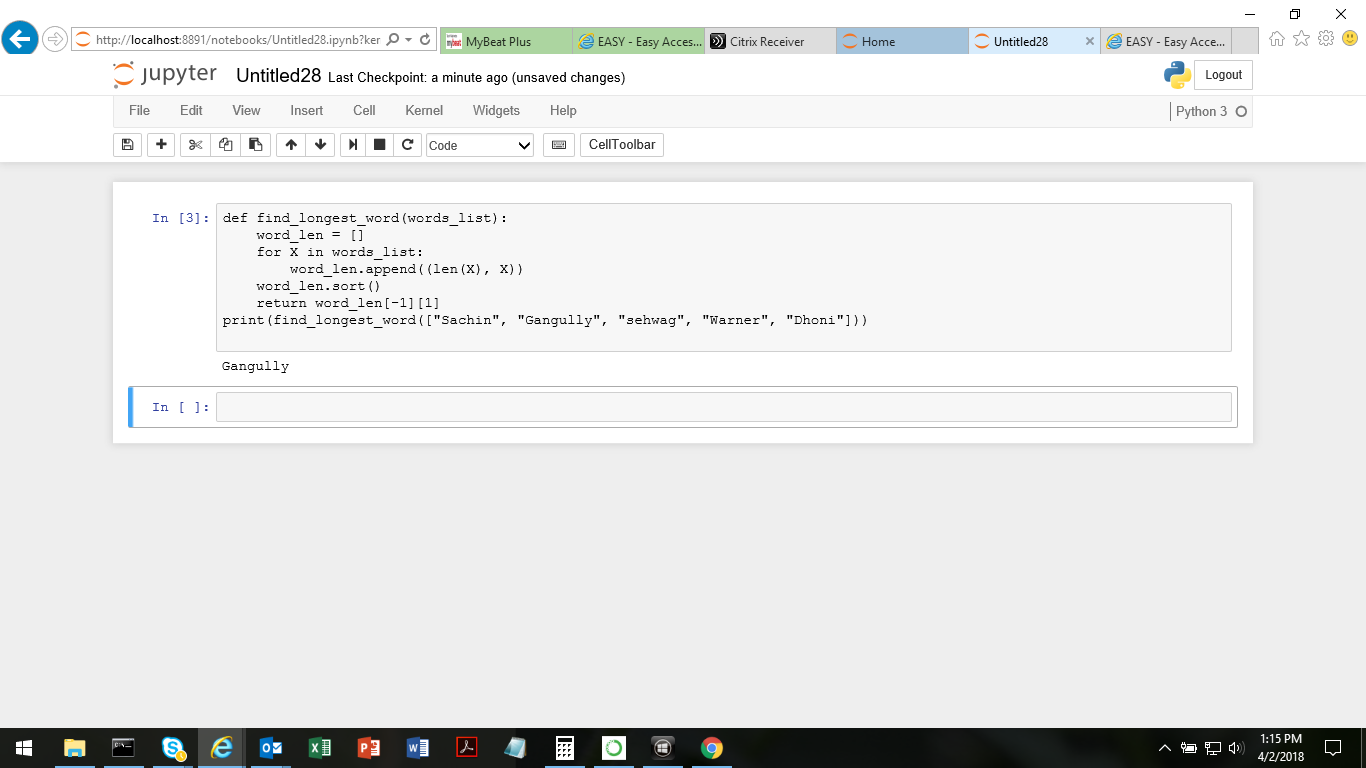 http://localhost:8891/notebooks/Untitled28.ipynb?ker
MyBeat Plus
EASY - Easy Acces...
Citrix Receiver
Home
Untitled28
EASY - Easy Acce...
jupyter Untitled28 Last Checkpoint: a minute ago (unsaved changes)
Logout
File Edit View Insert Cell Kernel Widgets Help
Python 3
Code
CellToolbar
In [3]:
def find_longest_word(words_list):
    word_len = []
    for X in words_list:
        word_len.append((len(X), X))
    word_len.sort()
    return word_len[-1][1]
print(find_longest_word(["Sachin", "Gangully", "sehwag", "Warner", "Dhoni"]))
Gangully
In [ ]:
1:15 PM
4/2/2018